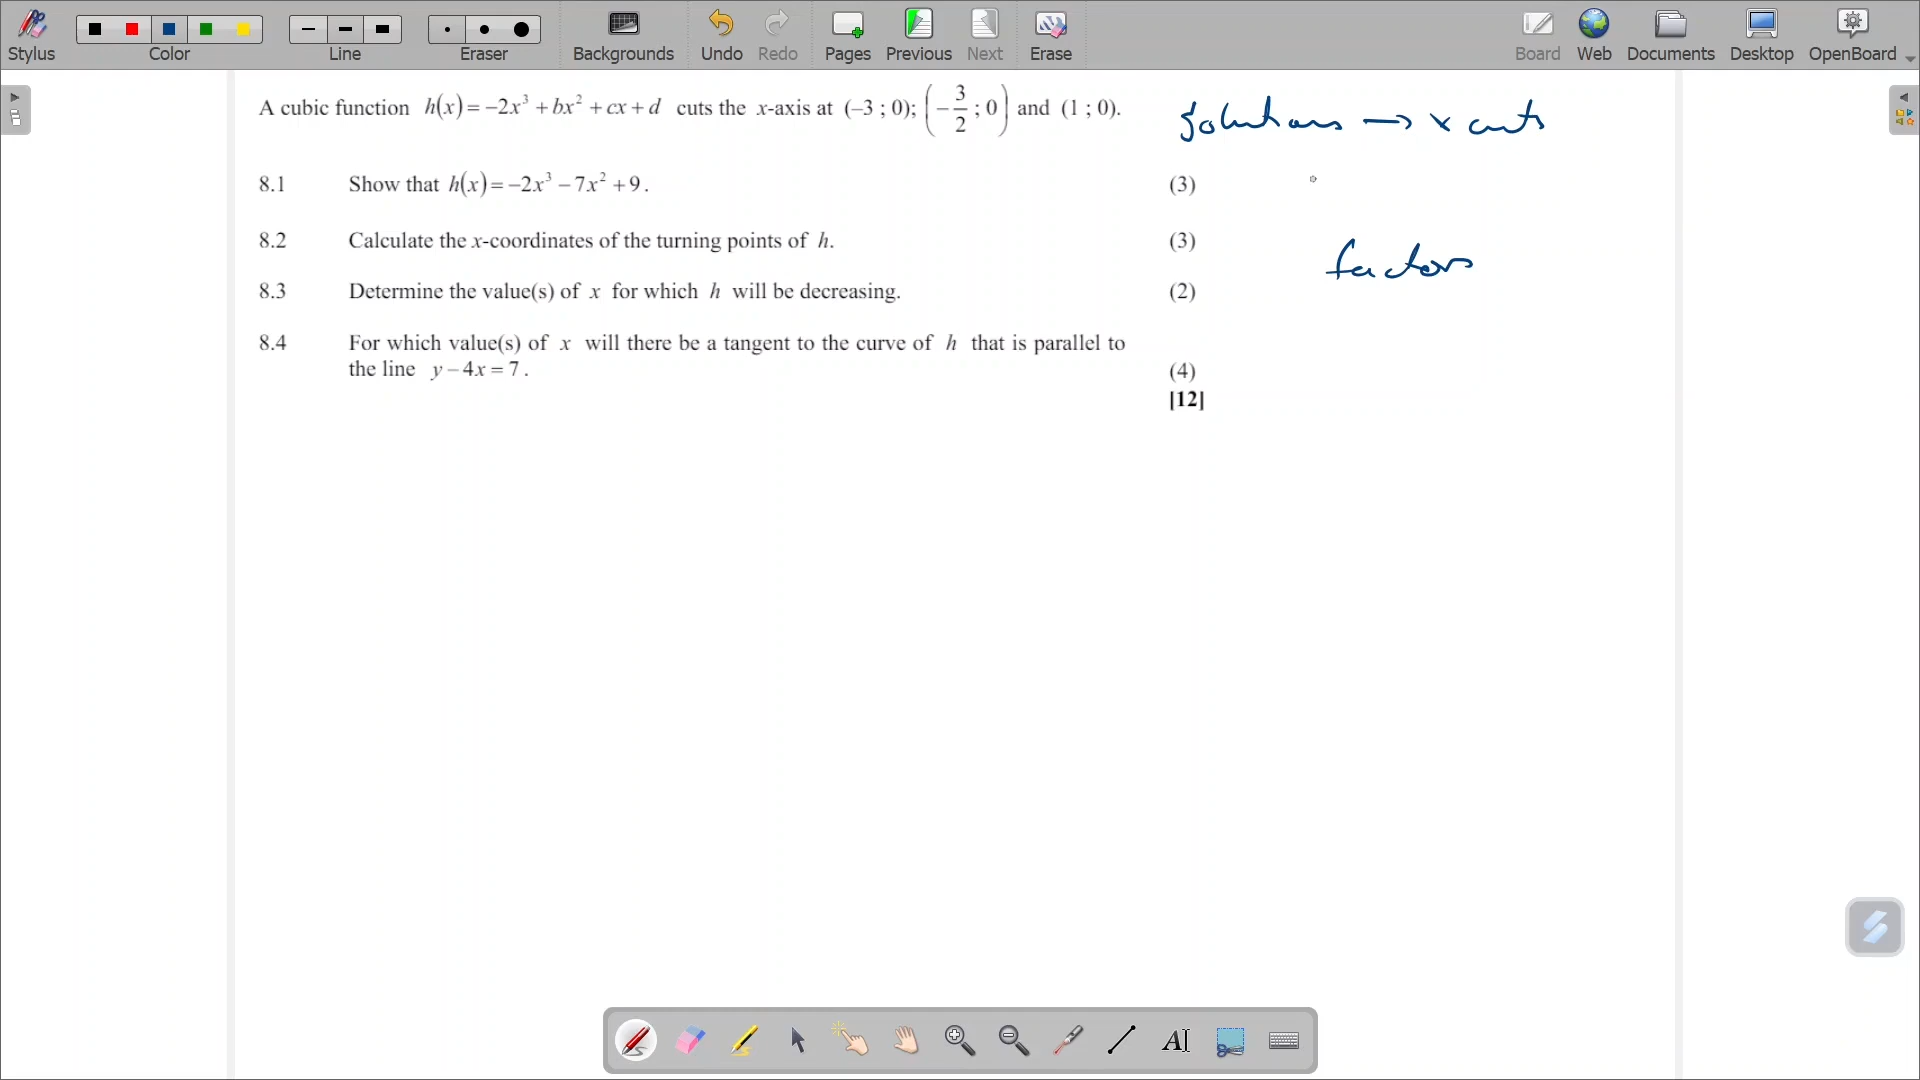 Stylus Color Line Eraser Backgrounds Undo Redo Pages Previous Next Erase Board Web Documents Desktop OpenBoard
A cubic function h(x) = −2x³ + bx² + cx + d cuts the x-axis at (−3 ; 0); (−3/2 ; 0) and (1 ; 0).
solutions → x cuts
8.1 Show that h(x) = −2x³ − 7x² + 9. (3)
8.2 Calculate the x-coordinates of the turning points of h. (3)
factors
8.3 Determine the value(s) of x for which h will be decreasing. (2)
8.4 For which value(s) of x will there be a tangent to the curve of h that is parallel to
the line y − 4x = 7. (4)
[12]
AI